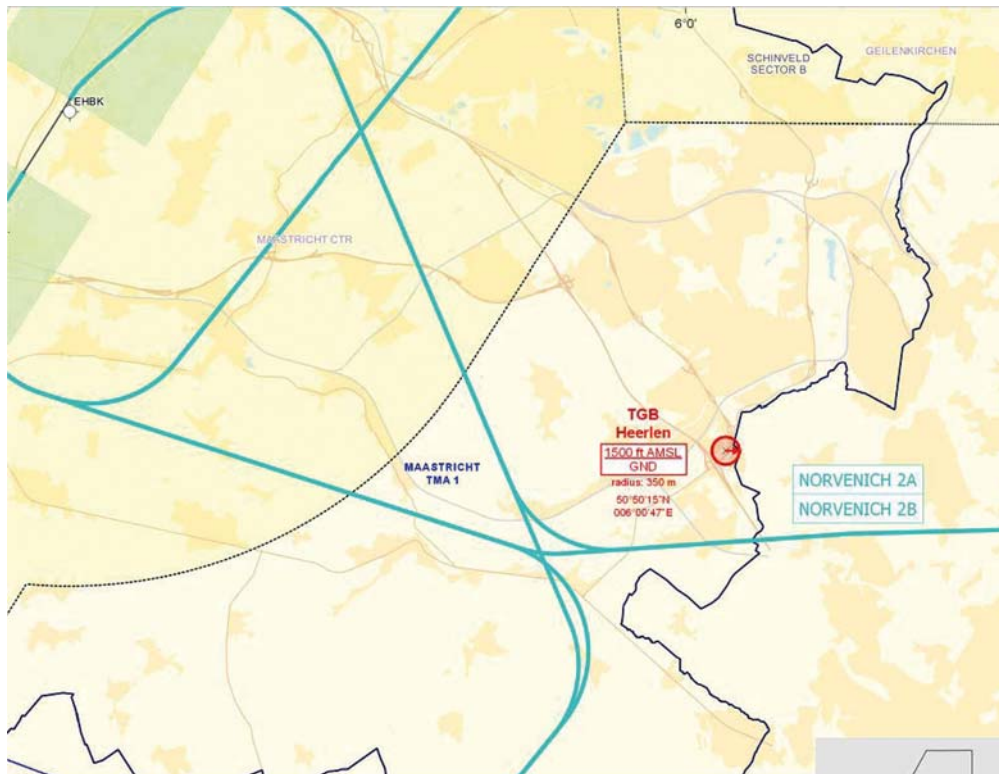 6°0'
SCHINVELD
SECTOR B
GEILENKIRCHEN
EHBK
MAASTRICHT CTR
TGB
Heerlen
1500 ft AMSL
GND
radius: 350 m
50°50'15"N
006°00'47"E
MAASTRICHT
TMA 1
NORVENICH 2A
NORVENICH 2B